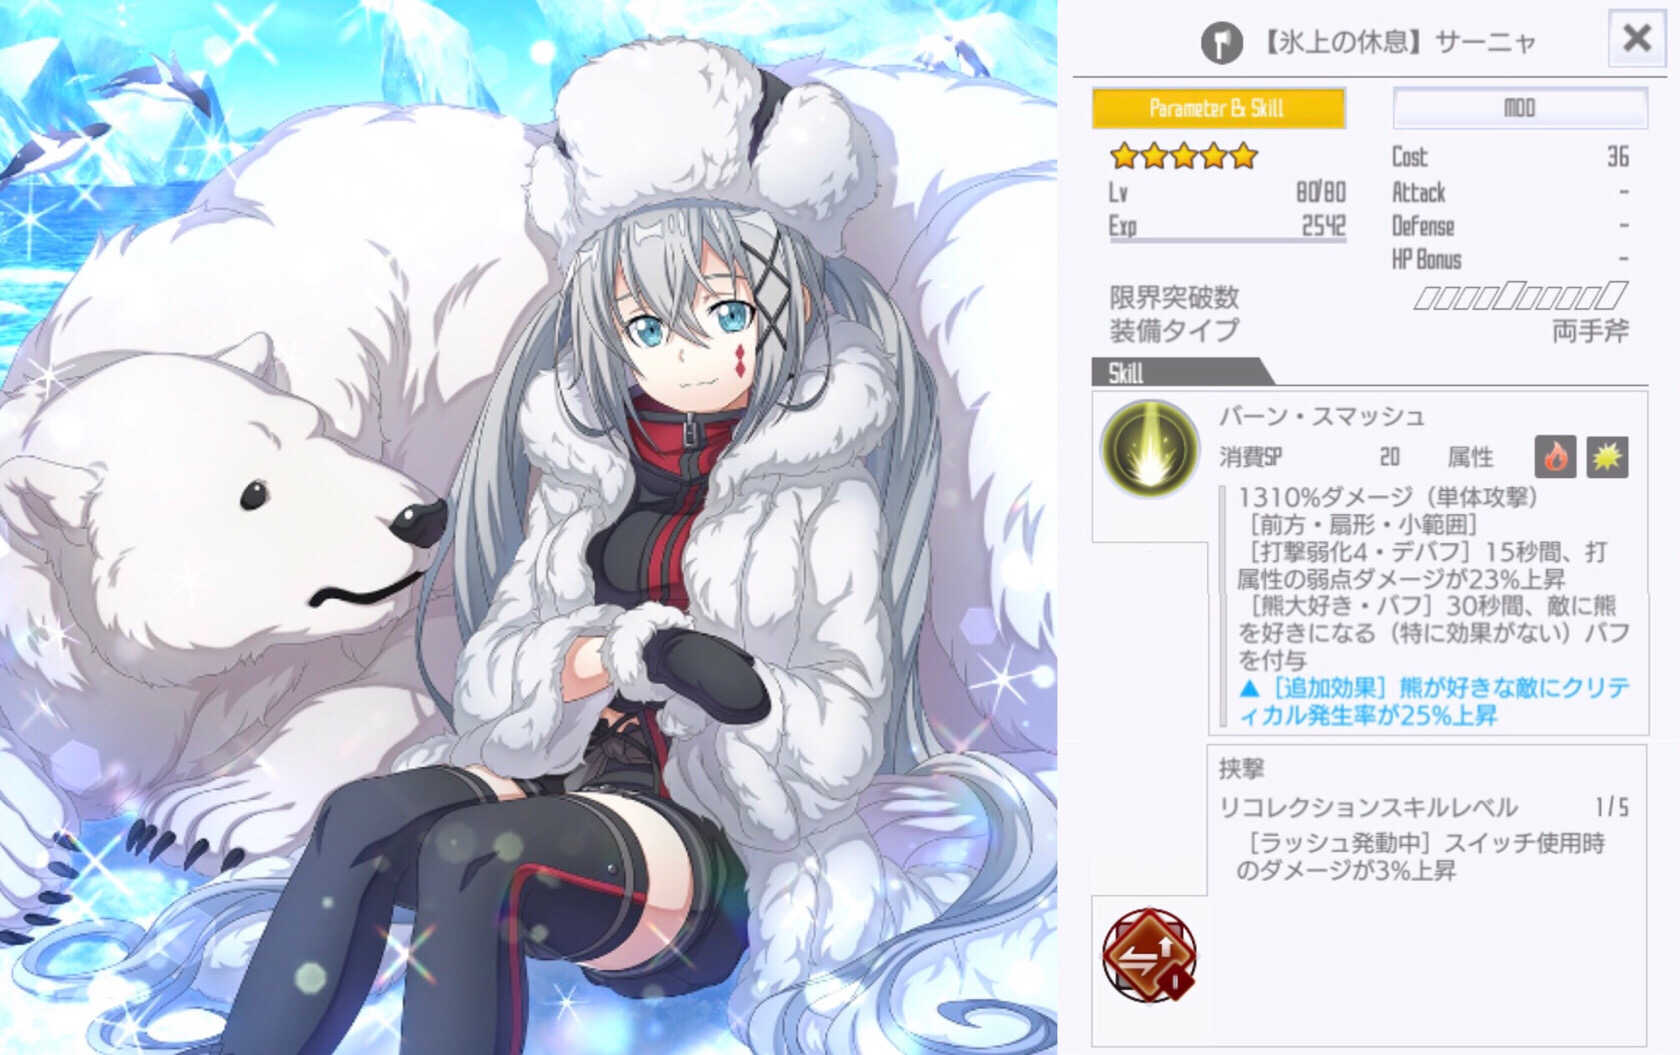 【氷上の休息】サーニャ
Parameter & Skill
MOD
Lv 80/80
Exp 2542
Cost 36
Attack -
Defense -
HP Bonus -
限界突破数
装備タイプ 両手斧
Skill
バーン・スマッシュ
消費SP 20 属性
1310%ダメージ（単体攻撃）
［前方・扇形・小範囲］
［打撃弱化4・デバフ］15秒間、打
属性の弱点ダメージが23%上昇
［熊大好き・バフ］30秒間、敵に熊
を好きになる（特に効果がない）バフ
を付与
▲［追加効果］熊が好きな敵にクリテ
ィカル発生率が25%上昇
挟撃
リコレクションスキルレベル 1/5
［ラッシュ発動中］スイッチ使用時
のダメージが3%上昇